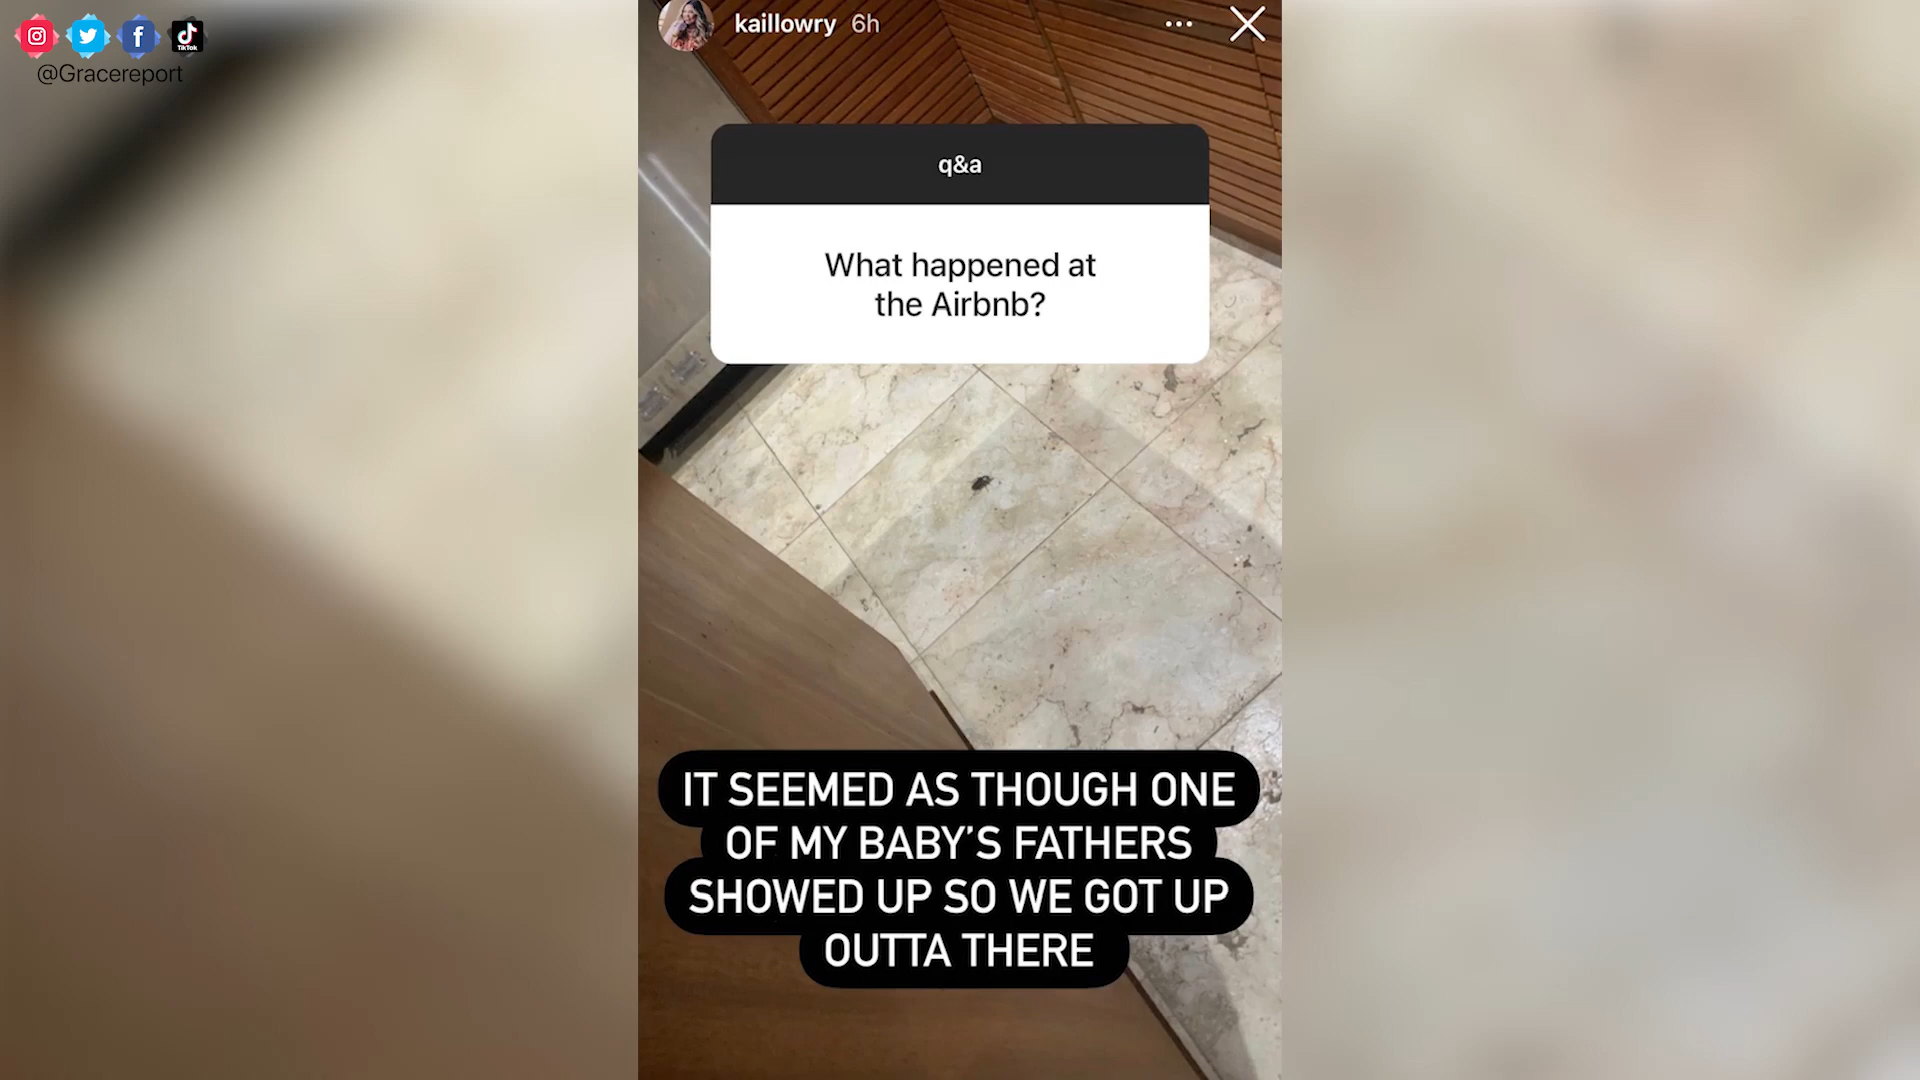 TikTok
@Gracereport
kaillowry 6h
q&a
What happened at
the Airbnb?
IT SEEMED AS THOUGH ONE
OF MY BABY'S FATHERS
SHOWED UP SO WE GOT UP
OUTTA THERE